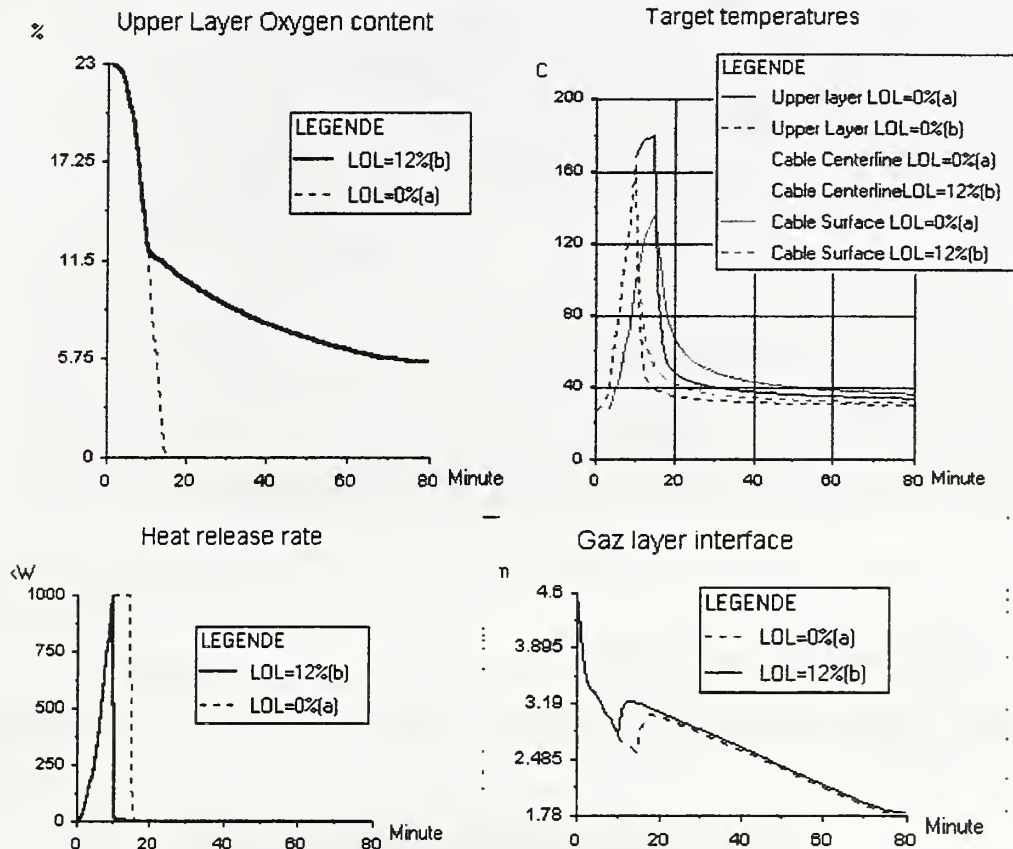 Upper Layer Oxygen content
%
23
17.25
11.5
5.75
0
0 20 40 60 80 Minute
LEGENDE
LOL=12%(b)
LOL=0%(a)
Target temperatures
C
200
160
120
80
40
0
0 20 40 60 80 Minute
LEGENDE
Upper layer LOL=0%(a)
Upper Layer LOL=0%(b)
Cable Centerline LOL=0%(a)
Cable CenterlineLOL=12%(b)
Cable Surface LOL=0%(a)
Cable Surface LOL=12%(b)
Heat release rate
1000
750
500
250
0
0 20 40 60 80 Minute
LEGENDE
LOL=12%(b)
LOL=0%(a)
Gaz layer interface
4.6
3.895
3.19
2.485
1.78
0 20 40 60 80 Minute
LEGENDE
LOL=0%(a)
LOL=12%(b)